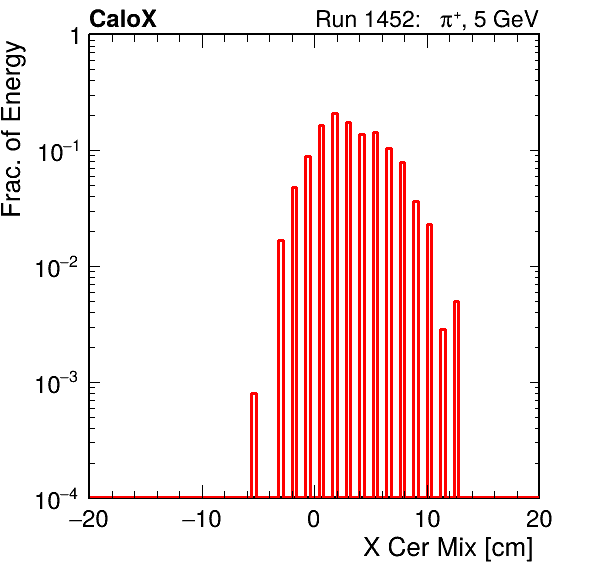 CaloX Run 1452: π⁺, 5 GeV
Frac. of Energy
1
10⁻¹
10⁻²
10⁻³
10⁻⁴
−20 −10 0 10 20
X Cer Mix [cm]